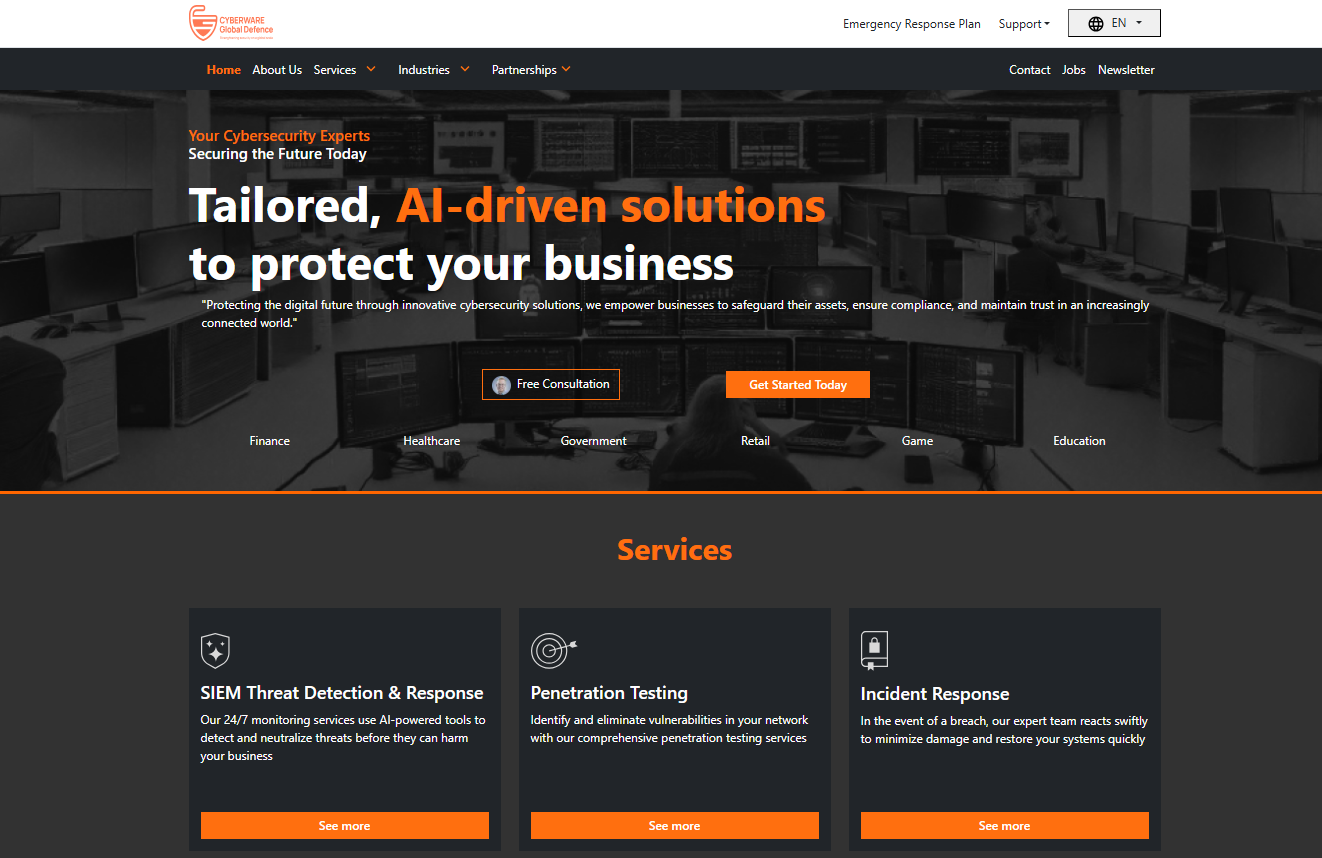 CYBERWARE
Global Defence
Emergency Response Plan
Support
EN
Home
About Us
Services
Industries
Partnerships
Contact
Jobs
Newsletter
Your Cybersecurity Experts
Securing the Future Today
Tailored, AI-driven solutions
to protect your business
"Protecting the digital future through innovative cybersecurity solutions, we empower businesses to safeguard their assets, ensure compliance, and maintain trust in an increasingly
connected world."
Free Consultation
Get Started Today
Finance
Healthcare
Government
Retail
Game
Education
Services
SIEM Threat Detection & Response
Our 24/7 monitoring services use AI-powered tools to
detect and neutralize threats before they can harm
your business
See more
Penetration Testing
Identify and eliminate vulnerabilities in your network
with our comprehensive penetration testing services
See more
Incident Response
In the event of a breach, our expert team reacts swiftly
to minimize damage and restore your systems quickly
See more